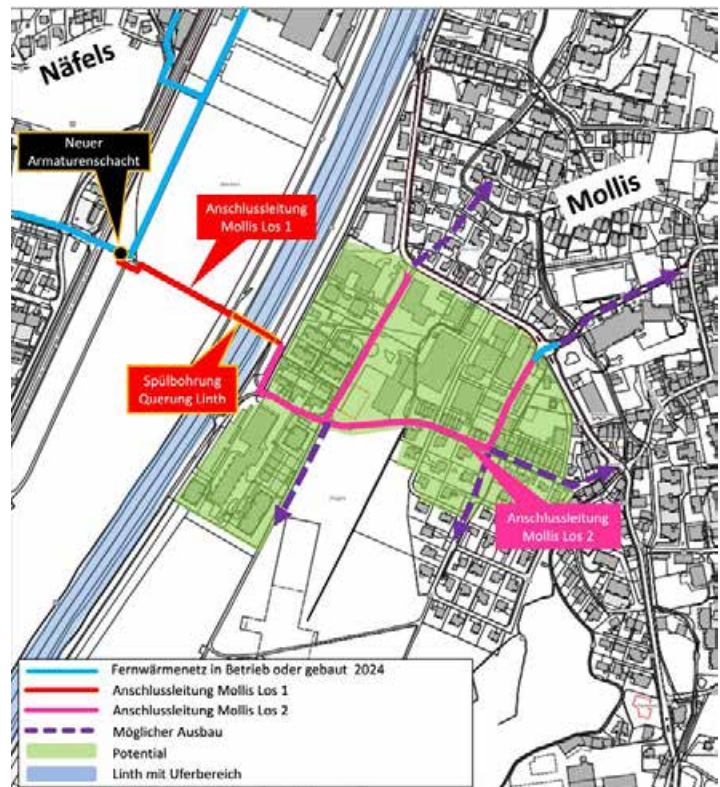 Näfels
Neuer
Armaturenschacht
Anschlussleitung
Mollis Los 1
Mollis
Spülbohrung
Querung Linth
Anschlussleitung
Mollis Los 2
Fernwärmenetz in Betrieb oder gebaut 2024
Anschlussleitung Mollis Los 1
Anschlussleitung Mollis Los 2
Möglicher Ausbau
Potential
Linth mit Uferbereich